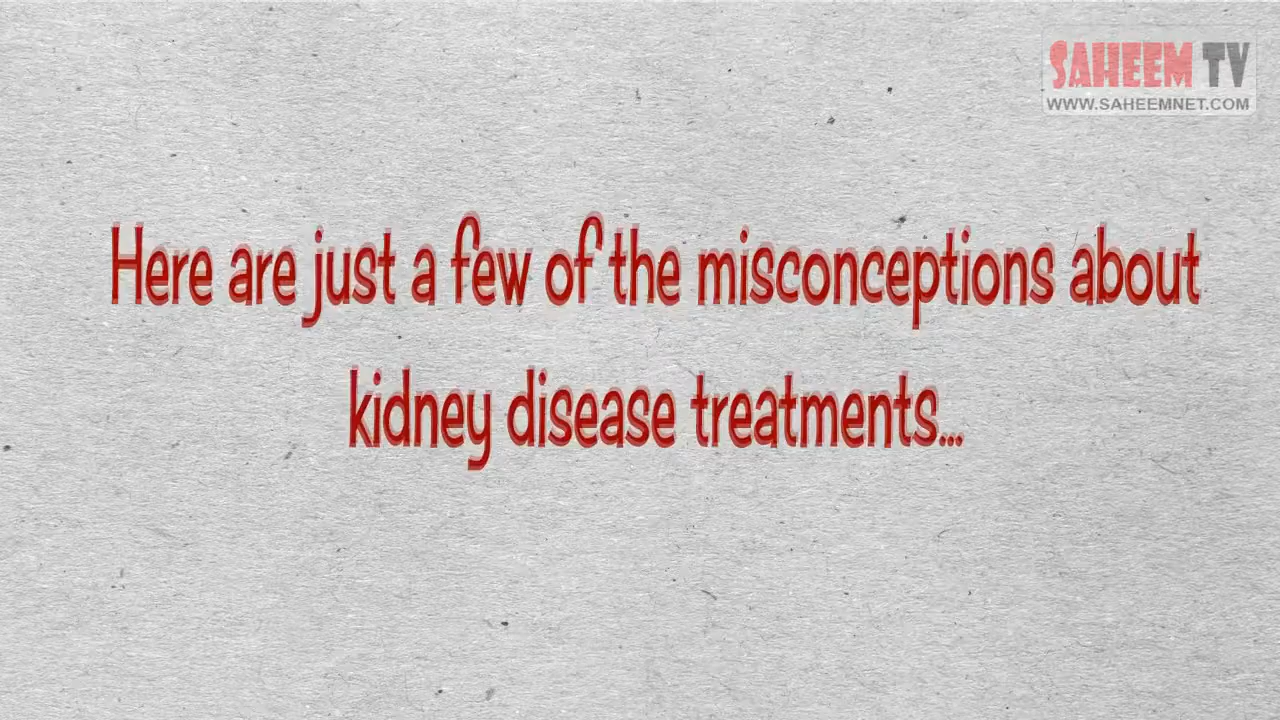 SAHEEM TV
WWW.SAHEEMNET.COM
Here are just a few of the misconceptions about
kidney disease treatments...